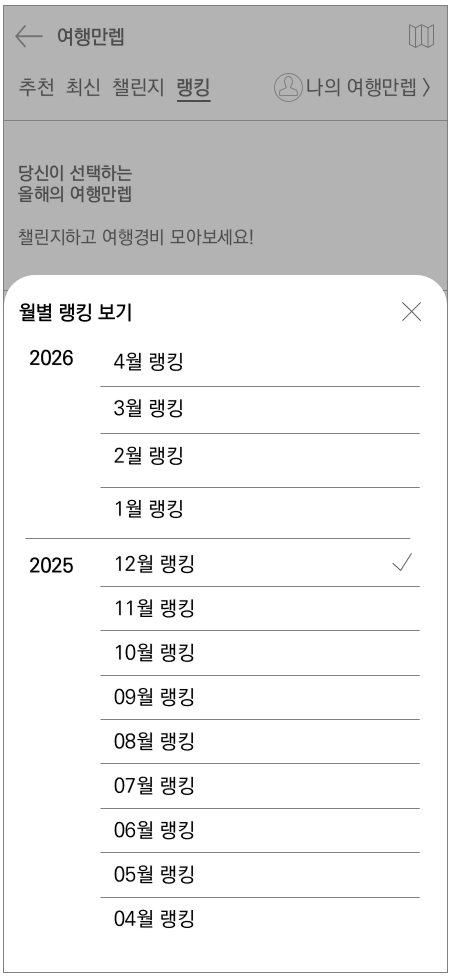 여행만렙
추천 최신 챌린지 랭킹 나의 여행만렙 〉
당신이 선택하는
올해의 여행만렙
챌린지하고 여행경비 모아보세요!
월별 랭킹 보기
2026 4월 랭킹
3월 랭킹
2월 랭킹
1월 랭킹
2025 12월 랭킹
11월 랭킹
10월 랭킹
09월 랭킹
08월 랭킹
07월 랭킹
06월 랭킹
05월 랭킹
04월 랭킹